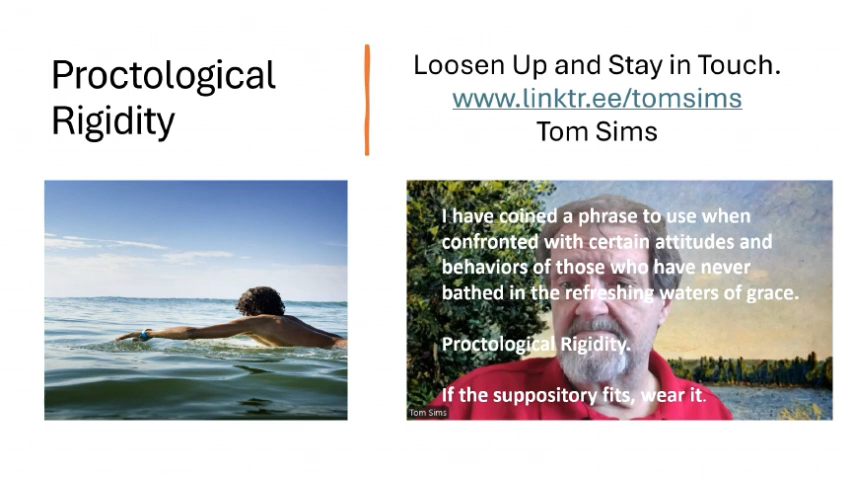 Proctological
Rigidity
Loosen Up and Stay in Touch.
www.linktr.ee/tomsims
Tom Sims
I have coined a phrase to use when
confronted with certain attitudes and
behaviors of those who have never
bathed in the refreshing waters of grace.
Proctological Rigidity.
If the suppository fits, wear it.
Tom Sims